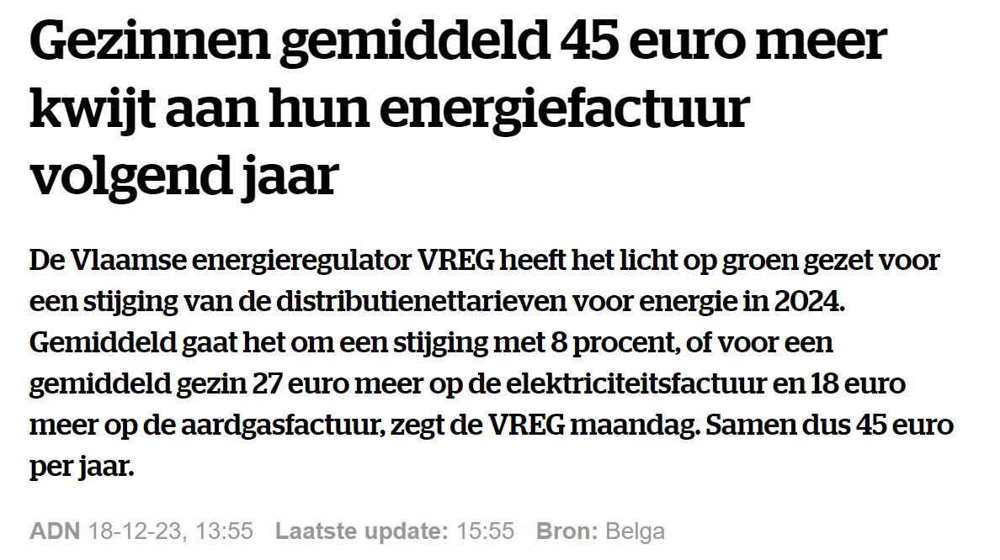 Gezinnen gemiddeld 45 euro meer
kwijt aan hun energiefactuur
volgend jaar
De Vlaamse energieregulator VREG heeft het licht op groen gezet voor
een stijging van de distributienettarieven voor energie in 2024.
Gemiddeld gaat het om een stijging met 8 procent, of voor een
gemiddeld gezin 27 euro meer op de elektriciteitsfactuur en 18 euro
meer op de aardgasfactuur, zegt de VREG maandag. Samen dus 45 euro
per jaar.
ADN 18-12-23, 13:55 Laatste update: 15:55 Bron: Belga